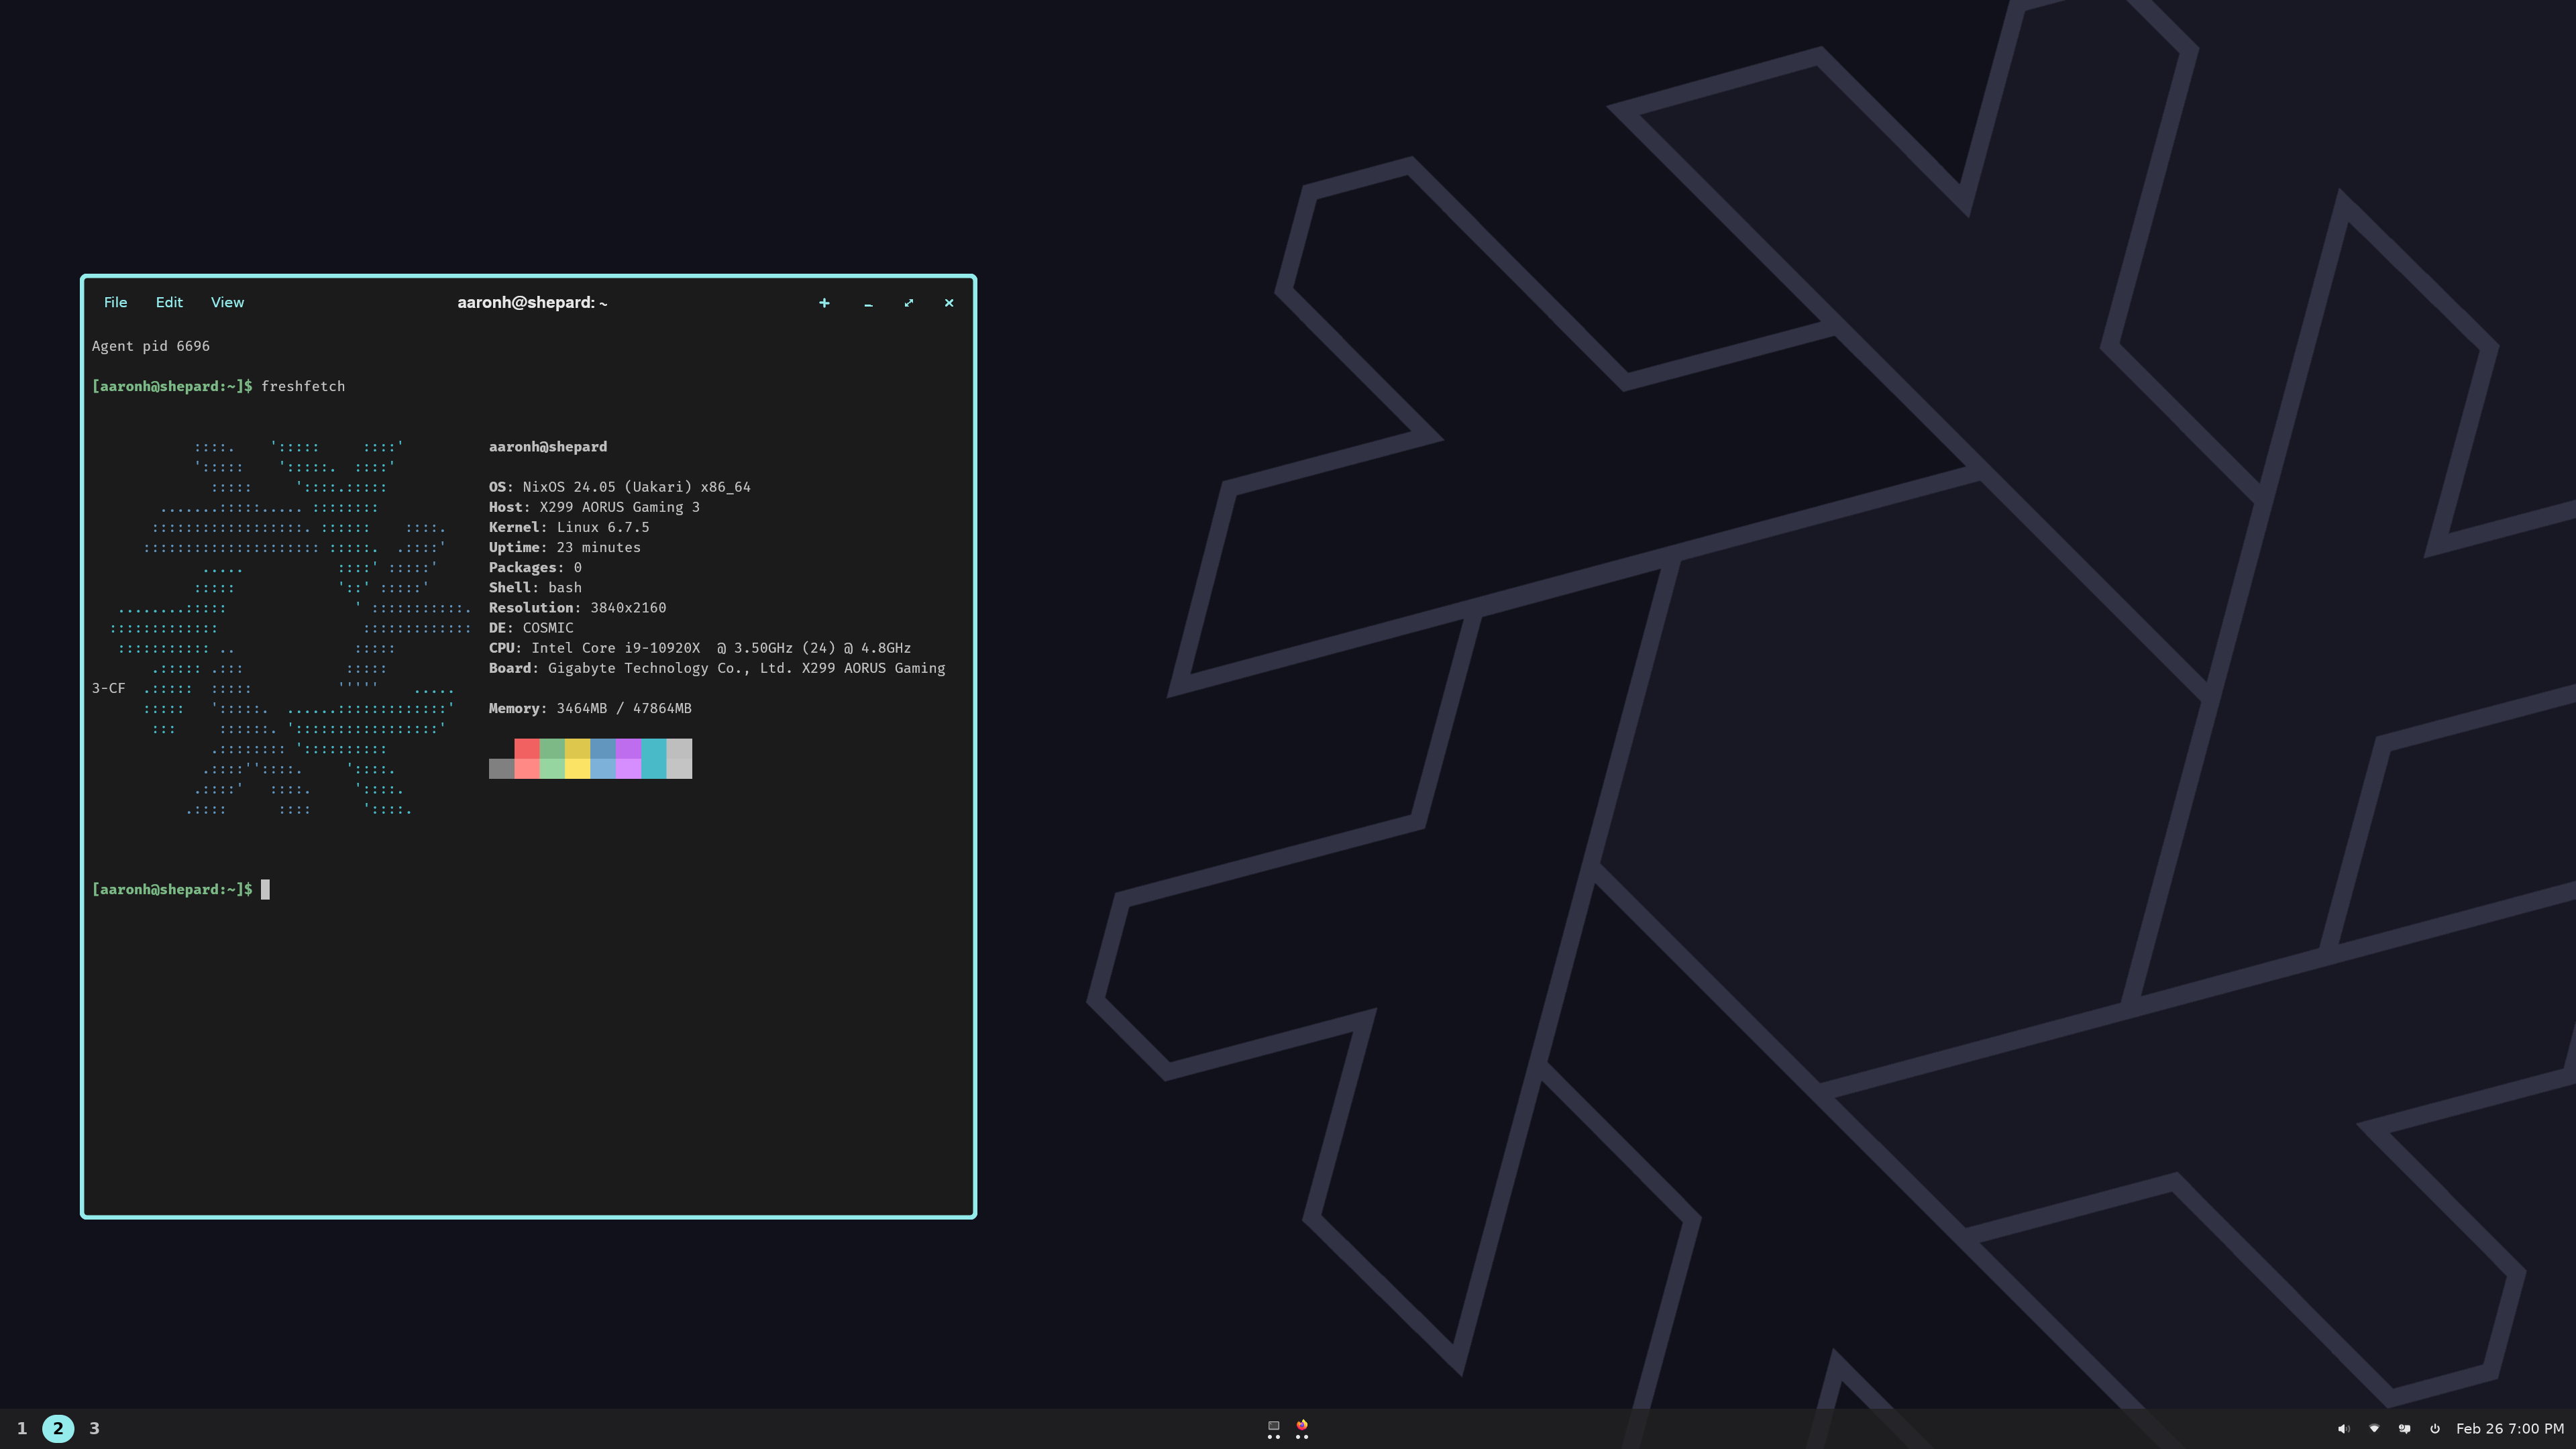 File Edit View aaronh@shepard: ~
Agent pid 6696
[aaronh@shepard:~]$ freshfetch
aaronh@shepard
OS: NixOS 24.05 (Uakari) x86_64
Host: X299 AORUS Gaming 3
Kernel: Linux 6.7.5
Uptime: 23 minutes
Packages: 0
Shell: bash
Resolution: 3840x2160
DE: COSMIC
CPU: Intel Core i9-10920X  @ 3.50GHz (24) @ 4.8GHz
Board: Gigabyte Technology Co., Ltd. X299 AORUS Gaming
3-CF
Memory: 3464MB / 47864MB
[aaronh@shepard:~]$
1 2 3 Feb 26 7:00 PM